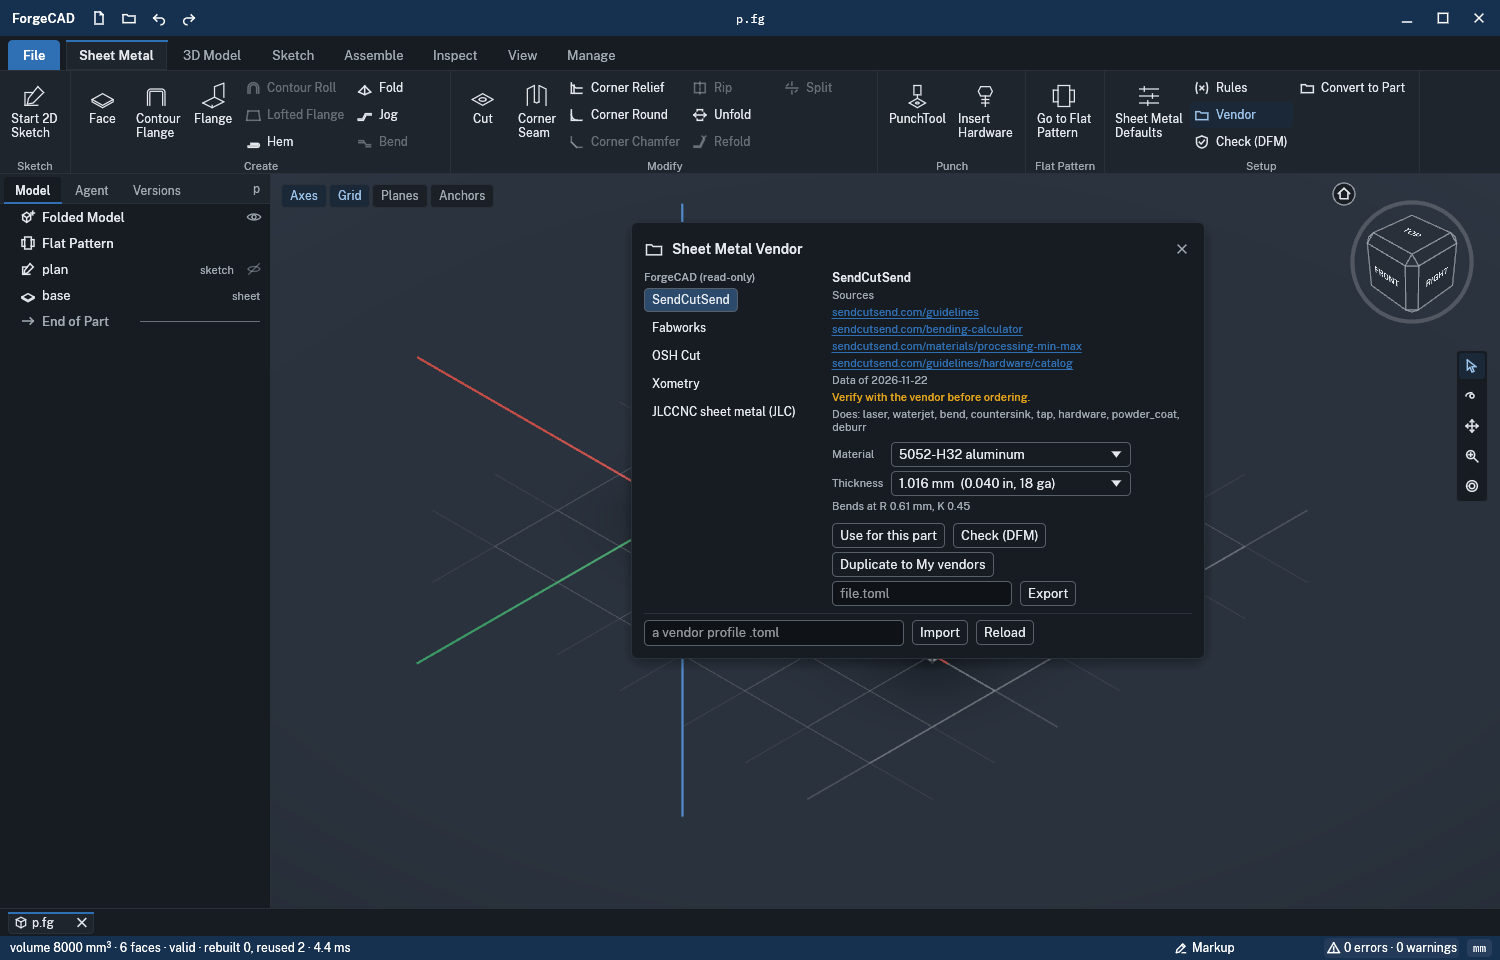 ForgeCAD
p.fg
File
Sheet Metal
3D Model
Sketch
Assemble
Inspect
View
Manage
Start 2D
Sketch
Sketch
Face
Contour
Flange
Flange
Contour Roll
Lofted Flange
Hem
Fold
Jog
Bend
Create
Cut
Corner
Seam
Corner Relief
Corner Round
Corner Chamfer
Rip
Unfold
Refold
Split
Modify
PunchTool
Insert
Hardware
Punch
Go to Flat
Pattern
Flat Pattern
Sheet Metal
Defaults
Rules
Vendor
Check (DFM)
Convert to Part
Setup
Model
Agent
Versions
p
Folded Model
Flat Pattern
plan
sketch
base
sheet
End of Part
Axes
Grid
Planes
Anchors
TOP
FRONT
RIGHT
Sheet Metal Vendor
ForgeCAD (read-only)
SendCutSend
Fabworks
OSH Cut
Xometry
JLCCNC sheet metal (JLC)
SendCutSend
Sources
sendcutsend.com/guidelines
sendcutsend.com/bending-calculator
sendcutsend.com/materials/processing-min-max
sendcutsend.com/guidelines/hardware/catalog
Data of 2026-11-22
Verify with the vendor before ordering.
Does: laser, waterjet, bend, countersink, tap, hardware, powder_coat,
deburr
Material
5052-H32 aluminum
Thickness
1.016 mm (0.040 in, 18 ga)
Bends at R 0.61 mm, K 0.45
Use for this part
Check (DFM)
Duplicate to My vendors
file.toml
Export
a vendor profile .toml
Import
Reload
p.fg
volume 8000 mm³ · 6 faces · valid · rebuilt 0, reused 2 · 4.4 ms
Markup
0 errors · 0 warnings
mm